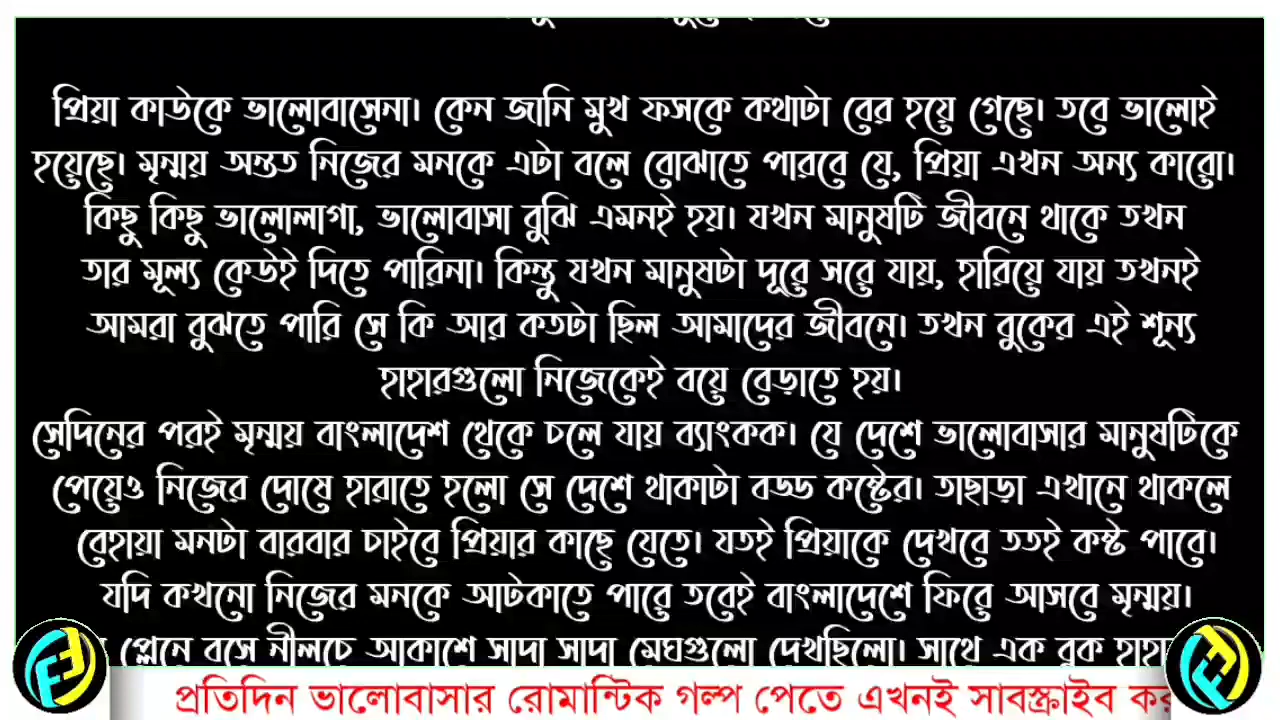 প্রিয়া কাউকে ভালোবাসেনা। কেন জানি মুখ ফসকে কথাটা বের হয়ে গেছে। তবে ভালোই
হয়েছে। মৃন্ময় অন্তত নিজের মনকে এটা বলে বোঝাতে পারবে যে, প্রিয়া এখন অন্য কারো।
কিছু কিছু ভালোলাগা, ভালোবাসা বুঝি এমনই হয়। যখন মানুষটি জীবনে থাকে তখন
তার মূল্য কেউই দিতে পারিনা। কিন্তু যখন মানুষটা দূরে সরে যায়, হারিয়ে যায় তখনই
আমরা বুঝতে পারি সে কি আর কতটা ছিল আমাদের জীবনে। তখন বুকের এই শূন্য
হাহারগুলো নিজেকেই বয়ে বেড়াতে হয়।
সেদিনের পরই মৃন্ময় বাংলাদেশ থেকে চলে যায় ব্যাংকক। যে দেশে ভালোবাসার মানুষটিকে
পেয়েও নিজের দোষে হারাতে হলো সে দেশে থাকাটা বড্ড কষ্টের। তাছাড়া এখানে থাকলে
বেহায়া মনটা বারবার চাইবে প্রিয়ার কাছে যেতে। যতই প্রিয়াকে দেখবে ততই কষ্ট পাবে।
যদি কখনো নিজের মনকে আটকাতে পারে তবেই বাংলাদেশে ফিরে আসবে মৃন্ময়।
প্লেনে বসে নীলচে আকাশে সাদা সাদা মেঘগুলো দেখছিলো। সাথে এক বুক
প্রতিদিন ভালোবাসার রোমান্টিক গল্প পেতে এখনই সাবস্ক্রাইব